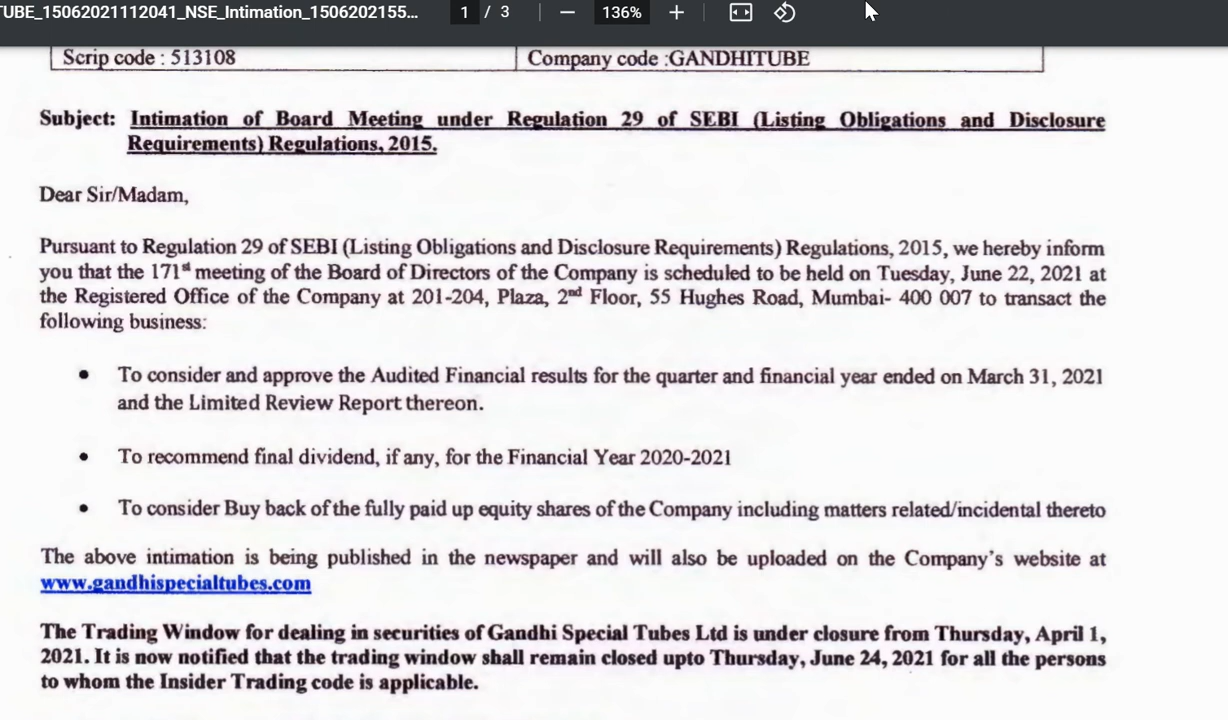 TUBE_15062021112041_NSE_Intimation_1506202155... 1 / 3 136%
Scrip code : 513108 Company code :GANDHITUBE
Subject: Intimation of Board Meeting under Regulation 29 of SEBI (Listing Obligations and Disclosure
Requirements) Regulations, 2015.
Dear Sir/Madam,
Pursuant to Regulation 29 of SEBI (Listing Obligations and Disclosure Requirements) Regulations, 2015, we hereby inform
you that the 171st meeting of the Board of Directors of the Company is scheduled to be held on Tuesday, June 22, 2021 at
the Registered Office of the Company at 201-204, Plaza, 2nd Floor, 55 Hughes Road, Mumbai- 400 007 to transact the
following business:
• To consider and approve the Audited Financial results for the quarter and financial year ended on March 31, 2021
and the Limited Review Report thereon.
• To recommend final dividend, if any, for the Financial Year 2020-2021
• To consider Buy back of the fully paid up equity shares of the Company including matters related/incidental thereto
The above intimation is being published in the newspaper and will also be uploaded on the Company's website at
www.gandhispecialtubes.com
The Trading Window for dealing in securities of Gandhi Special Tubes Ltd is under closure from Thursday, April 1,
2021. It is now notified that the trading window shall remain closed upto Thursday, June 24, 2021 for all the persons
to whom the Insider Trading code is applicable.